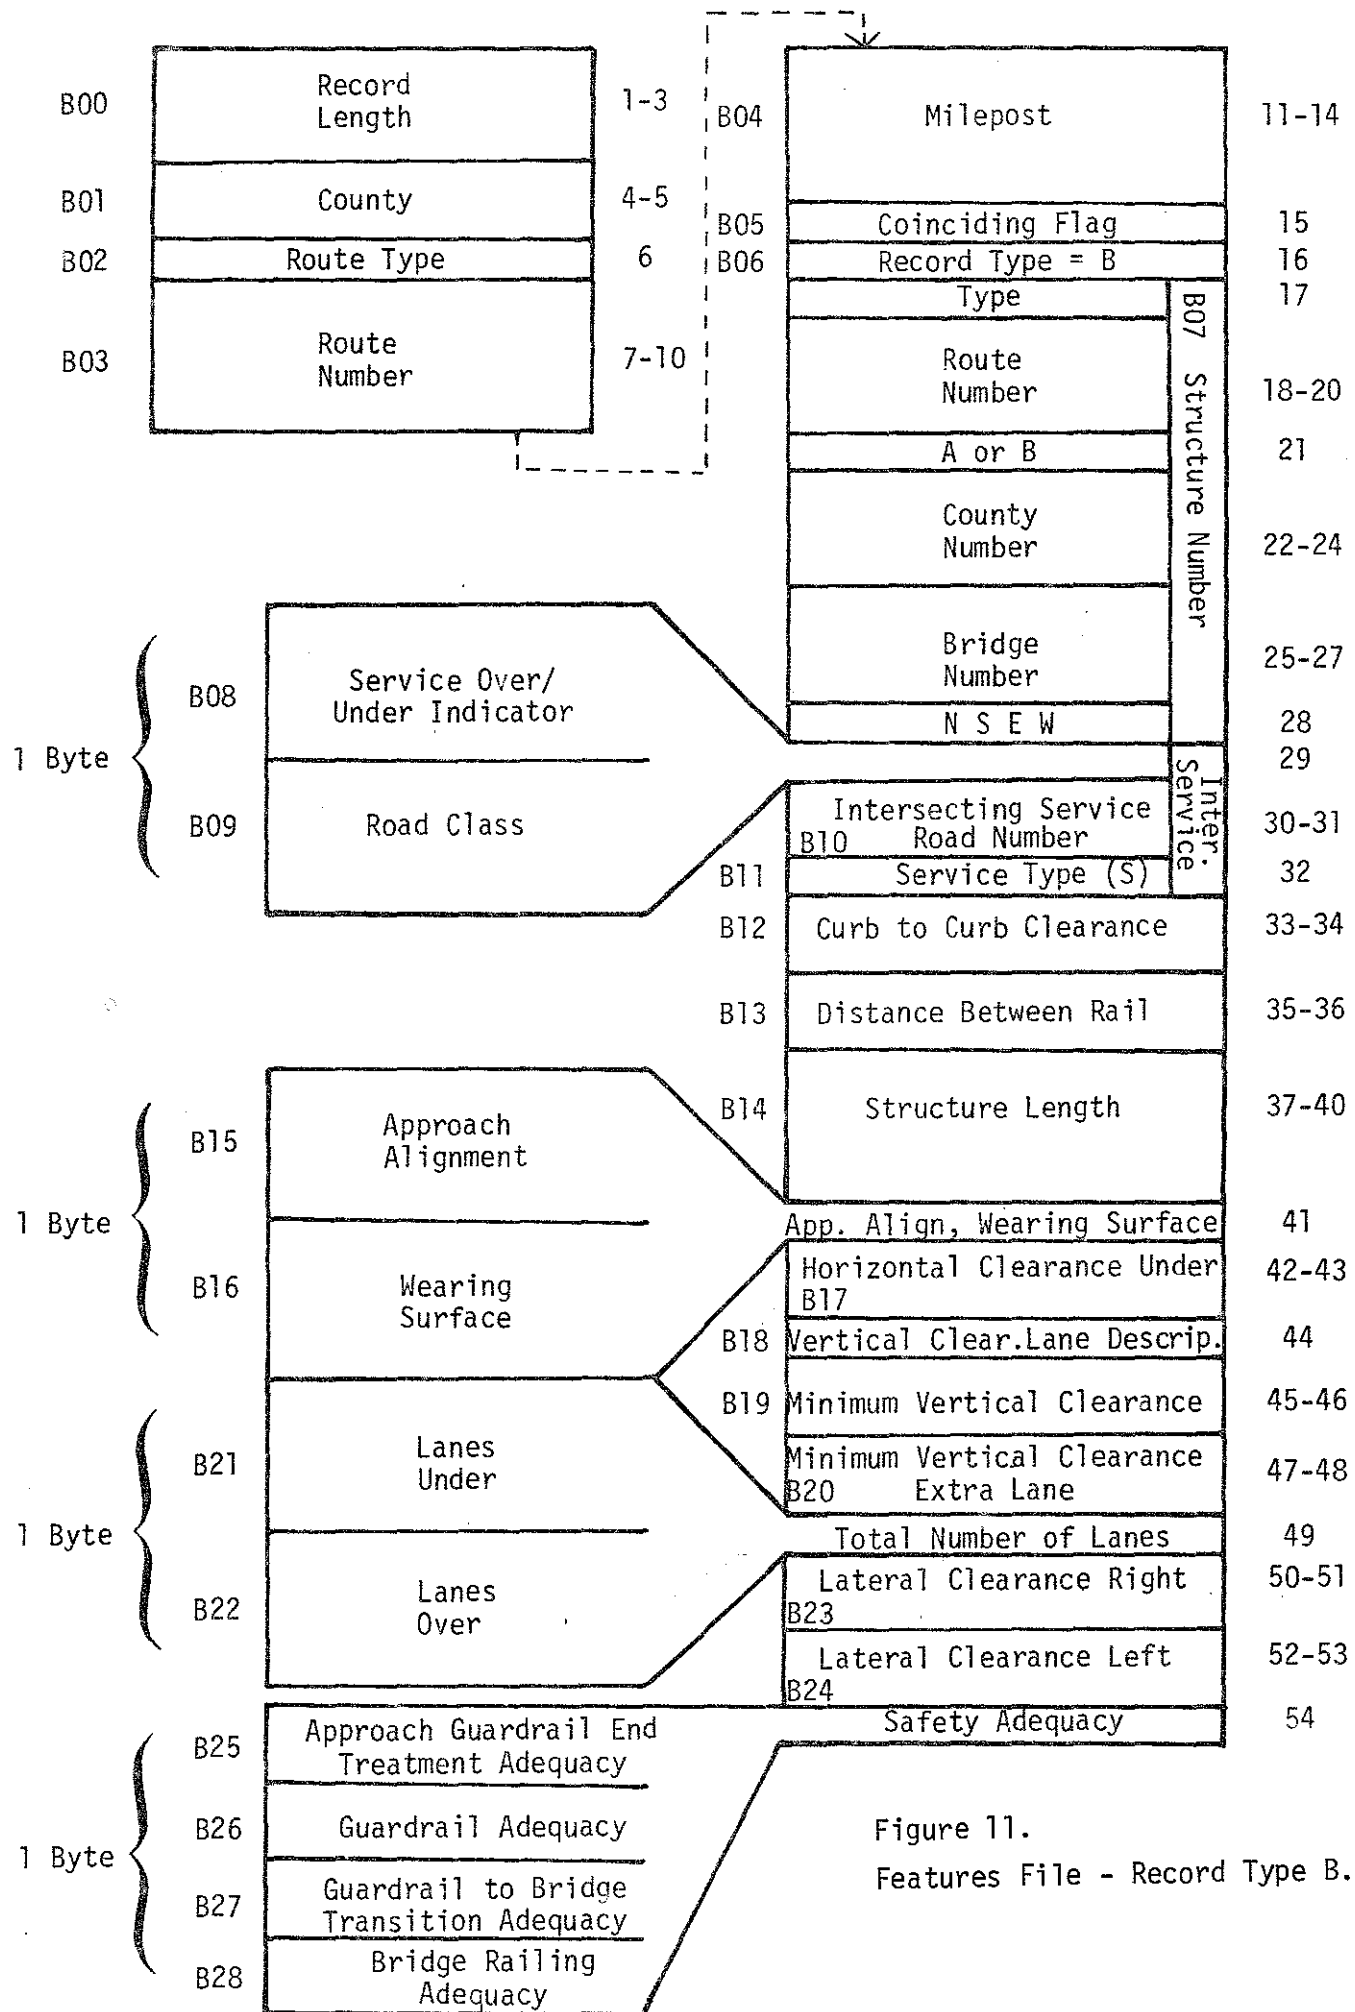 B00 Record Length 1-3
B01 County 4-5
B02 Route Type 6
B03 Route Number 7-10
B04 Milepost 11-14
B05 Coinciding Flag 15
B06 Record Type = B 16
B07 Structure Number
Type 17
Route Number 18-20
A or B 21
County Number 22-24
Bridge Number 25-27
N S E W 28
Inter. Service 29
1 Byte
B08 Service Over/ Under Indicator
B09 Road Class
B10 Intersecting Service Road Number 30-31
B11 Service Type (S) 32
B12 Curb to Curb Clearance 33-34
B13 Distance Between Rail 35-36
B14 Structure Length 37-40
1 Byte
B15 Approach Alignment
B16 Wearing Surface
App. Align, Wearing Surface 41
B17 Horizontal Clearance Under 42-43
B18 Vertical Clear.Lane Descrip. 44
B19 Minimum Vertical Clearance 45-46
B20 Minimum Vertical Clearance Extra Lane 47-48
1 Byte
B21 Lanes Under
B22 Lanes Over
Total Number of Lanes 49
B23 Lateral Clearance Right 50-51
B24 Lateral Clearance Left 52-53
Safety Adequacy 54
1 Byte
B25 Approach Guardrail End Treatment Adequacy
B26 Guardrail Adequacy
B27 Guardrail to Bridge Transition Adequacy
B28 Bridge Railing Adequacy
Figure 11.
Features File - Record Type B.